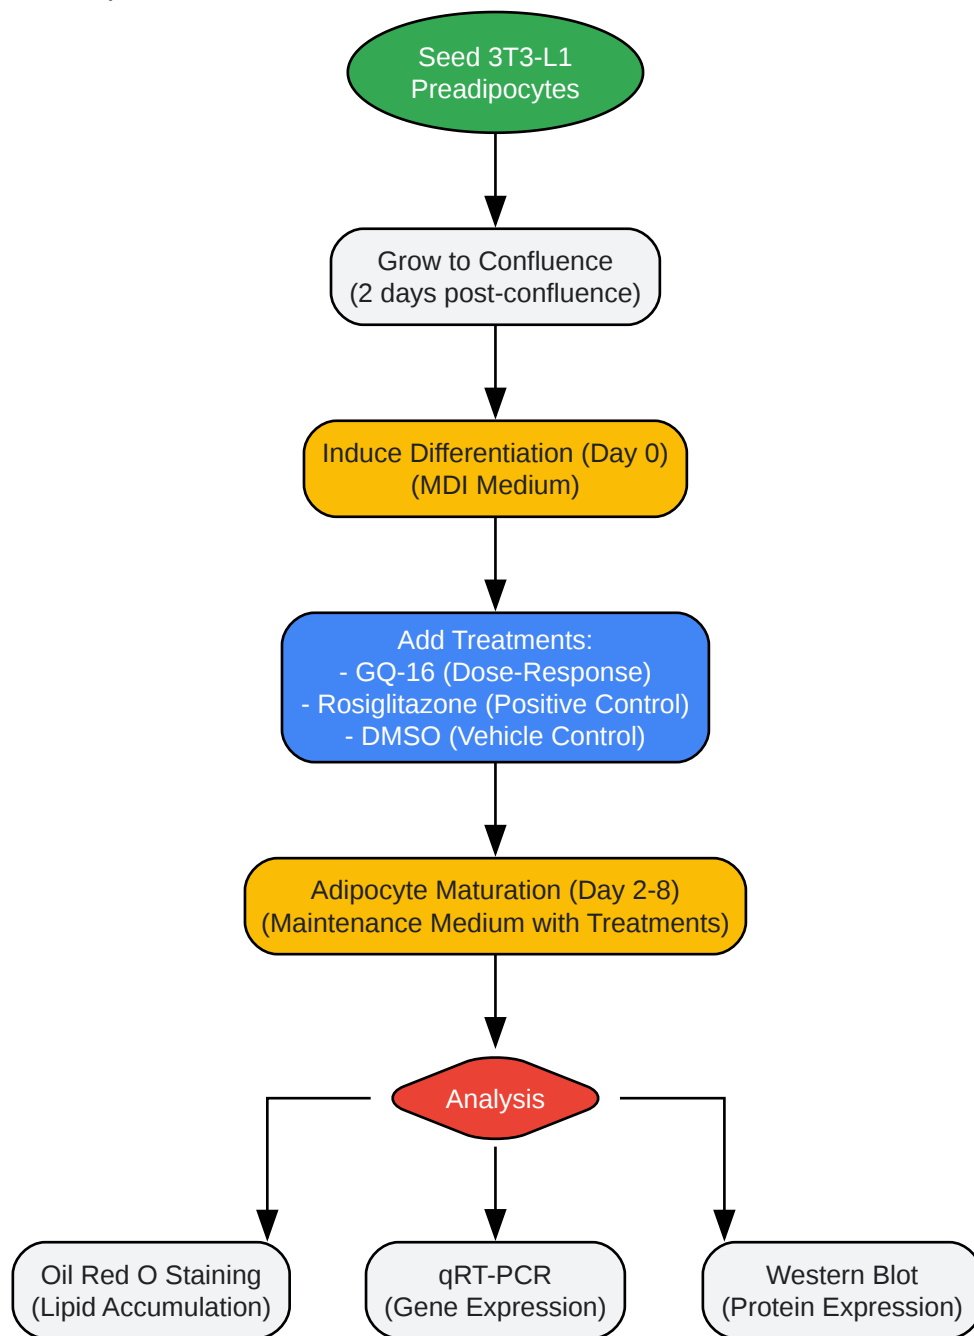 Seed 3T3-L1
Preadipocytes
Grow to Confluence
(2 days post-confluence)
Induce Differentiation (Day 0)
(MDI Medium)
Add Treatments:
- GQ-16 (Dose-Response)
- Rosiglitazone (Positive Control)
- DMSO (Vehicle Control)
Adipocyte Maturation (Day 2-8)
(Maintenance Medium with Treatments)
Analysis
Oil Red O Staining
(Lipid Accumulation)
qRT-PCR
(Gene Expression)
Western Blot
(Protein Expression)